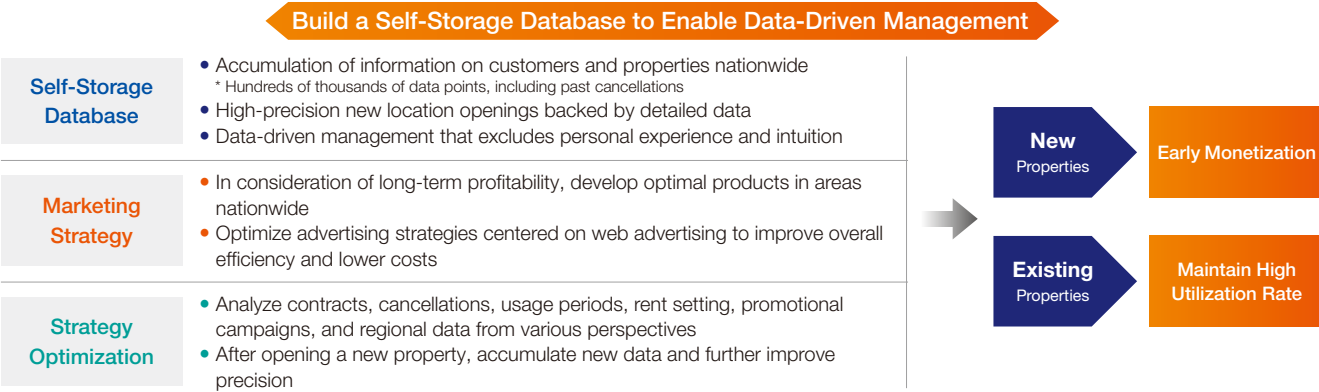 Build a Self-Storage Database to Enable Data-Driven Management
Self-Storage
Database
• Accumulation of information on customers and properties nationwide
* Hundreds of thousands of data points, including past cancellations
• High-precision new location openings backed by detailed data
• Data-driven management that excludes personal experience and intuition
Marketing
Strategy
• In consideration of long-term profitability, develop optimal products in areas
nationwide
• Optimize advertising strategies centered on web advertising to improve overall
efficiency and lower costs
Strategy
Optimization
• Analyze contracts, cancellations, usage periods, rent setting, promotional
campaigns, and regional data from various perspectives
• After opening a new property, accumulate new data and further improve
precision
New
Properties
Early Monetization
Existing
Properties
Maintain High
Utilization Rate